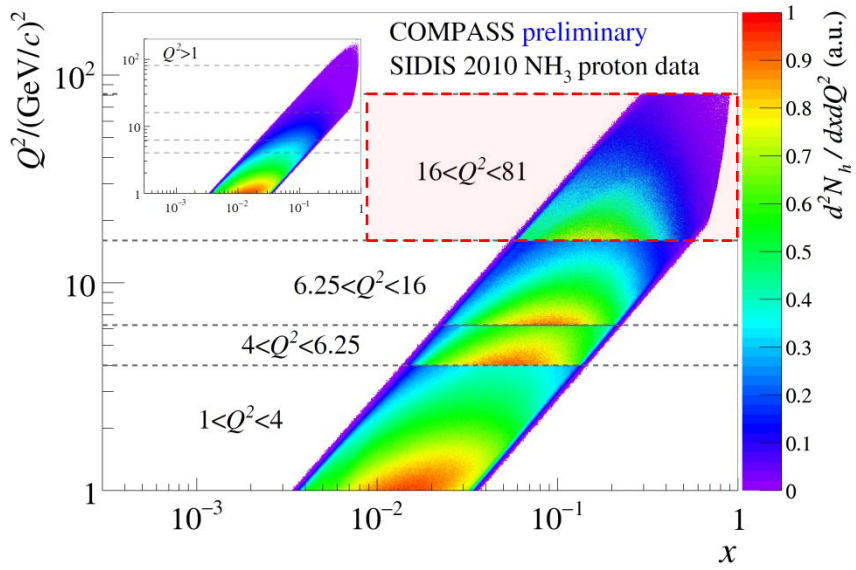 COMPASS preliminary
SIDIS 2010 NH₃ proton data
Q²/(GeV/c)²
10²
10
1
10⁻³
10⁻²
10⁻¹
1
x
Q²>1
10²
10
1
10⁻³
10⁻²
10⁻¹
1
16<Q²<81
6.25<Q²<16
4<Q²<6.25
1<Q²<4
1
0.9
0.8
0.7
0.6
0.5
0.4
0.3
0.2
0.1
0
d²Nₕ / dxdQ² (a.u.)